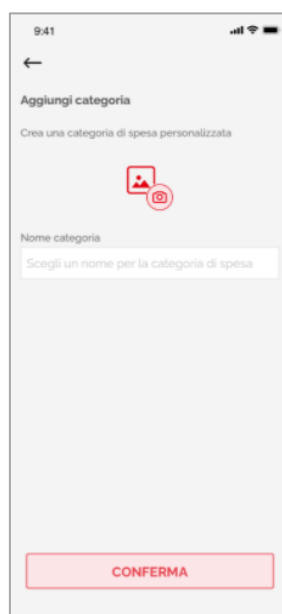 9:41
Aggiungi categoria
Crea una categoria di spesa personalizzata
Nome categoria
Scegli un nome per la categoria di spesa
CONFERMA